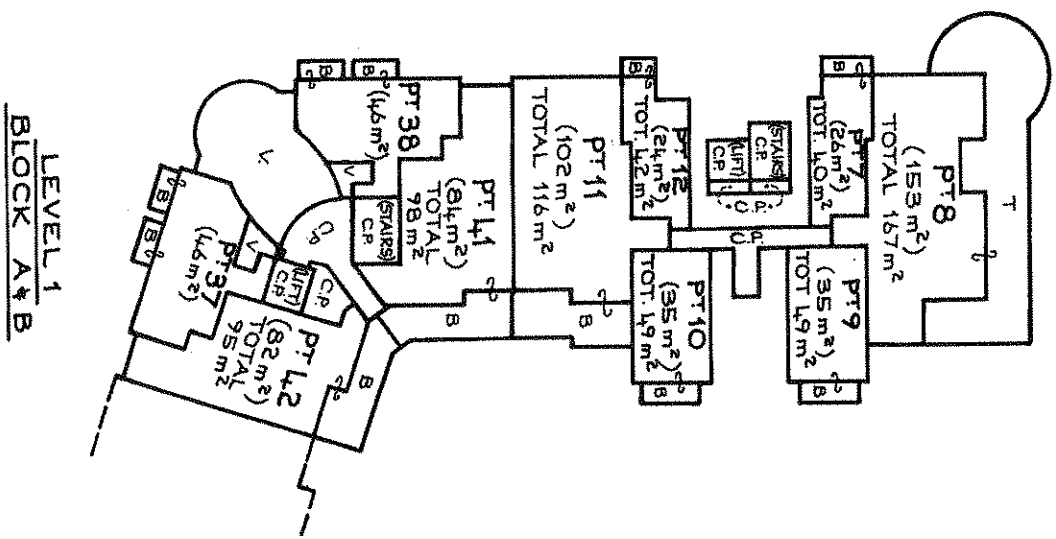 LEVEL 1
BLOCK A & B
T
PT 8
(153 m²)
TOTAL 167 m²
B
PT 7
(26 m²)
TOT. 40 m²
PT 9
(35 m²)
TOT 49 m²
B
(STAIRS)
C.P.
(LIFT)
C.P.
C.P.
C.P.
B
PT 12
(24 m²)
TOT. 42 m²
PT 10
(35 m²)
TOT. 49 m²
B
PT 11
(102 m²)
TOTAL 116 m²
B
PT 41
(84 m²)
TOTAL
98 m²
B
B
B
PT 38
(46 m²)
V
V
(STAIRS)
C.P.
C.P.
C.P.
(LIFT)
C.P.
V
B
B
PT 37
(46 m²)
PT 42
(82 m²)
TOTAL
95 m²
B